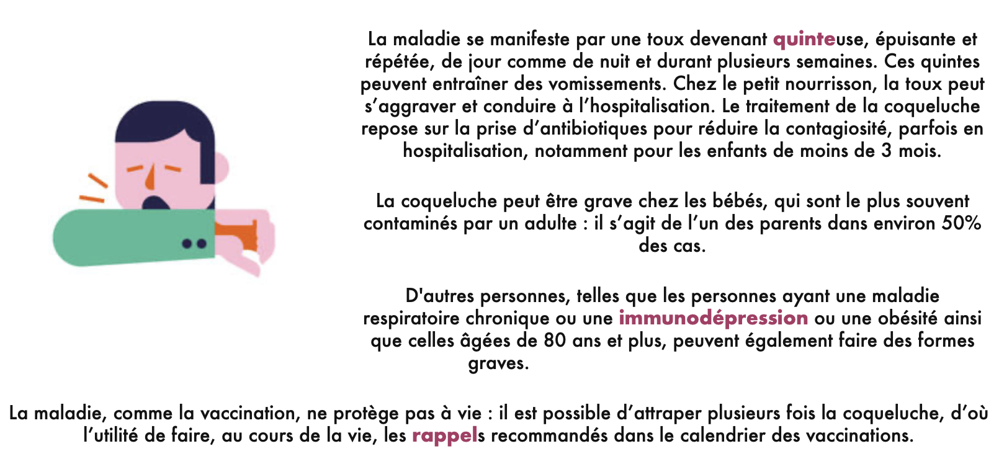 La maladie se manifeste par une toux devenant quinteuse, épuisante et
répétée, de jour comme de nuit et durant plusieurs semaines. Ces quintes
peuvent entraîner des vomissements. Chez le petit nourrisson, la toux peut
s’aggraver et conduire à l’hospitalisation. Le traitement de la coqueluche
repose sur la prise d’antibiotiques pour réduire la contagiosité, parfois en
hospitalisation, notamment pour les enfants de moins de 3 mois.
La coqueluche peut être grave chez les bébés, qui sont le plus souvent
contaminés par un adulte : il s’agit de l’un des parents dans environ 50%
des cas.
D'autres personnes, telles que les personnes ayant une maladie
respiratoire chronique ou une immunodépression ou une obésité ainsi
que celles âgées de 80 ans et plus, peuvent également faire des formes
graves.
La maladie, comme la vaccination, ne protège pas à vie : il est possible d’attraper plusieurs fois la coqueluche, d’où
l’utilité de faire, au cours de la vie, les rappels recommandés dans le calendrier des vaccinations.